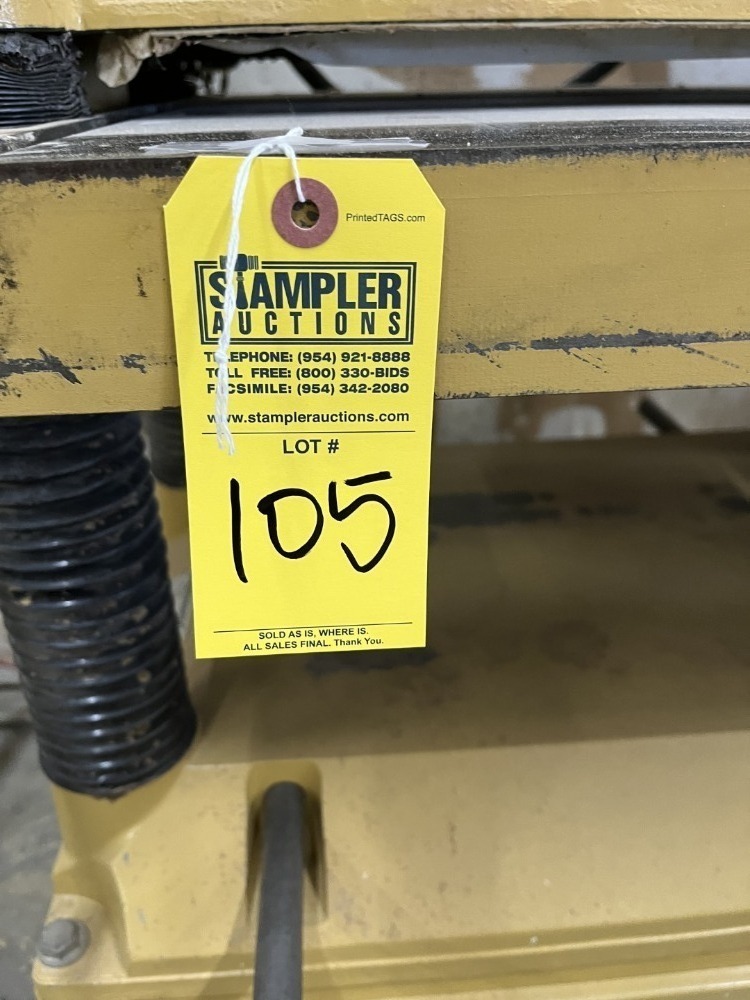 PrintedTAGS.com
STAMPLER
AUCTIONS
TELEPHONE: (954) 921-8888
TOLL FREE: (800) 330-BIDS
FACSIMILE: (954) 342-2080
www.stamplerauctions.com
LOT #
105
SOLD AS IS, WHERE IS.
ALL SALES FINAL. Thank You.